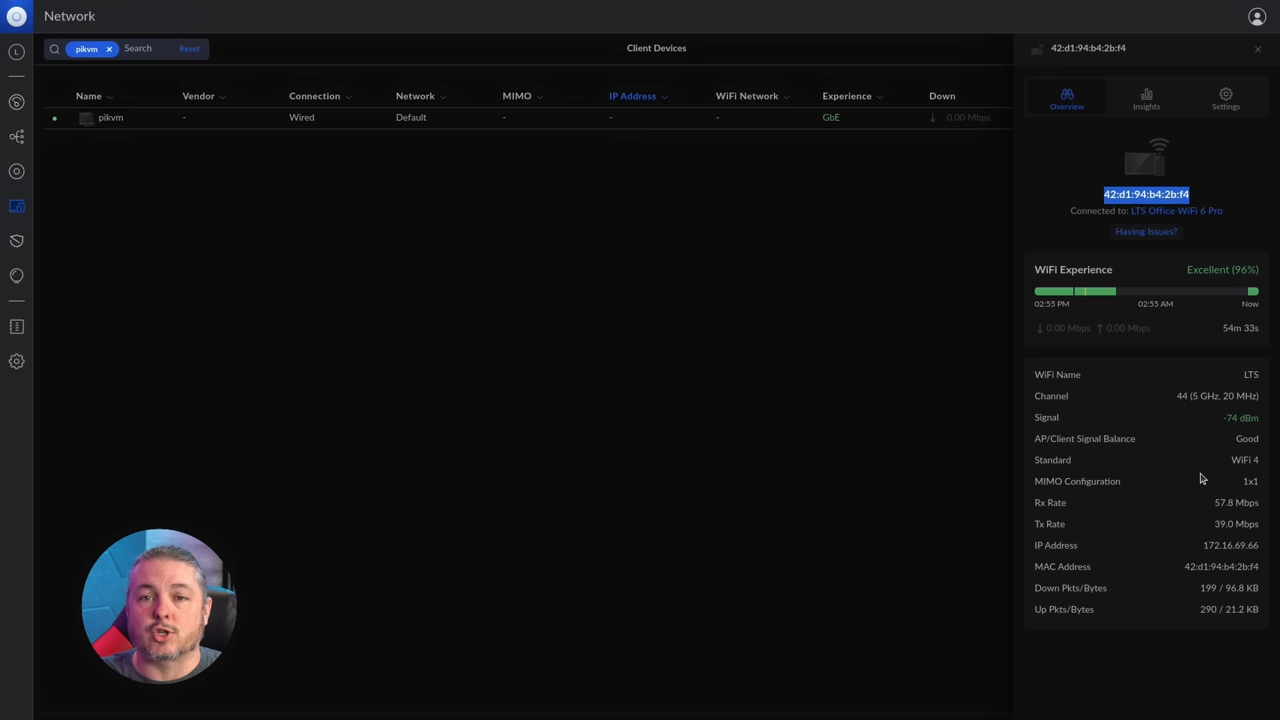 Network
L
pikvm × Search Reset
Client Devices
42:d1:94:b4:2b:f4
Name Vendor Connection Network MIMO IP Address WiFi Network Experience Down
pikvm - Wired Default - - - GbE 0.00 Mbps
Overview Insights Settings
42:d1:94:b4:2b:f4
Connected to: LTS Office WiFi 6 Pro
Having Issues?
WiFi Experience Excellent (96%)
02:55 PM 02:55 AM Now
0.00 Mbps 0.00 Mbps 54m 33s
WiFi Name LTS
Channel 44 (5 GHz, 20 MHz)
Signal -74 dBm
AP/Client Signal Balance Good
Standard WiFi 4
MIMO Configuration 1x1
Rx Rate 57.8 Mbps
Tx Rate 39.0 Mbps
IP Address 172.16.69.66
MAC Address 42:d1:94:b4:2b:f4
Down Pkts/Bytes 199 / 96.8 KB
Up Pkts/Bytes 290 / 21.2 KB